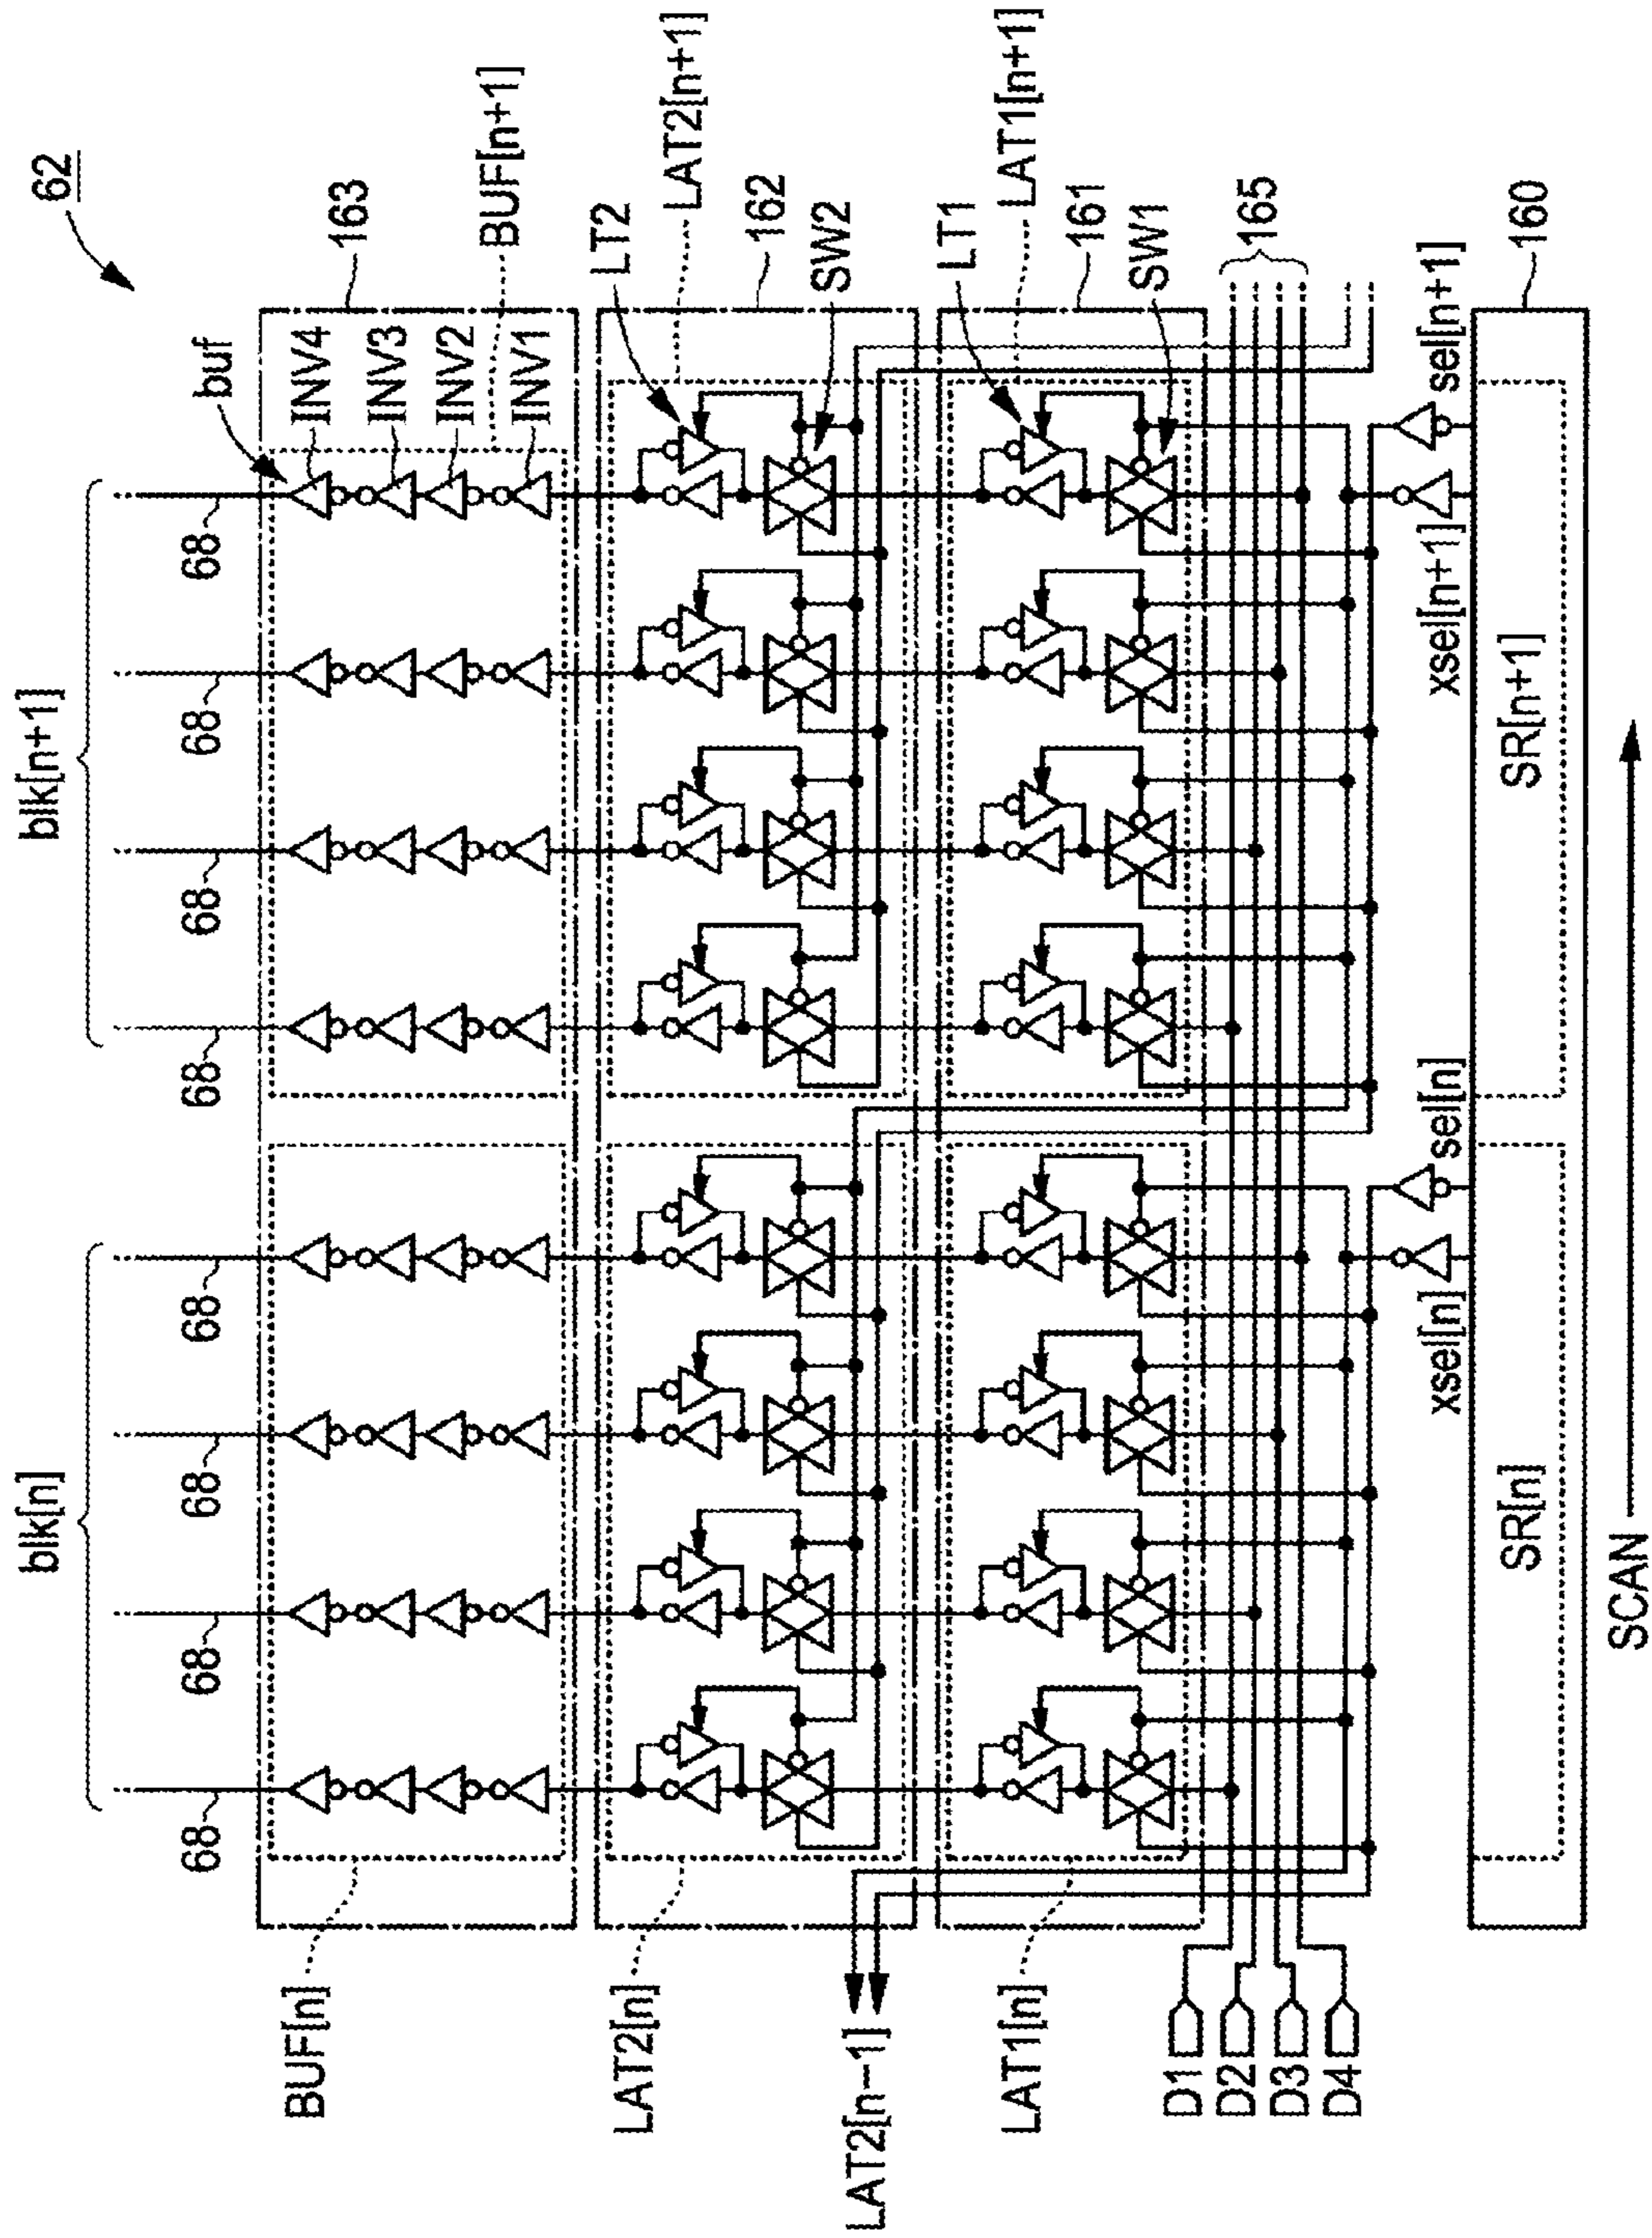 62
blk[n]
blk[n+1]
68
68
68
68
68
68
68
68
buf
163
INV4
INV3
INV2
INV1
BUF[n]
BUF[n+1]
LT2
LAT2[n+1]
162
SW2
LAT2[n]
LAT2[n−1]
LT1
LAT1[n+1]
161
SW1
LAT1[n]
165
D1
D2
D3
D4
xsel[n]
sel[n]
xsel[n+1]
sel[n+1]
160
SR[n]
SR[n+1]
SCAN